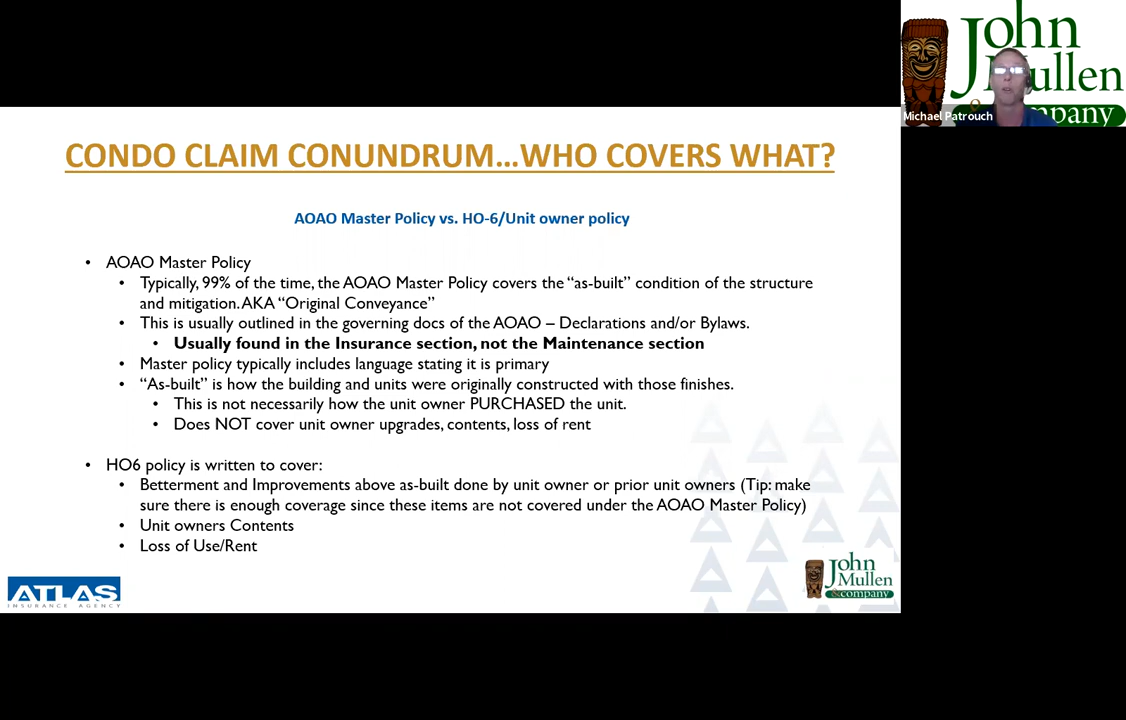 John
Mullen
& company
Michael Patrouch
CONDO CLAIM CONUNDRUM…WHO COVERS WHAT?
AOAO Master Policy vs. HO-6/Unit owner policy
• AOAO Master Policy
• Typically, 99% of the time, the AOAO Master Policy covers the “as-built” condition of the structure
and mitigation. AKA “Original Conveyance”
• This is usually outlined in the governing docs of the AOAO – Declarations and/or Bylaws.
• Usually found in the Insurance section, not the Maintenance section
• Master policy typically includes language stating it is primary
• “As-built” is how the building and units were originally constructed with those finishes.
• This is not necessarily how the unit owner PURCHASED the unit.
• Does NOT cover unit owner upgrades, contents, loss of rent
• HO6 policy is written to cover:
• Betterment and Improvements above as-built done by unit owner or prior unit owners (Tip: make
sure there is enough coverage since these items are not covered under the AOAO Master Policy)
• Unit owners Contents
• Loss of Use/Rent
ATLAS
INSURANCE AGENCY
John
Mullen
&company